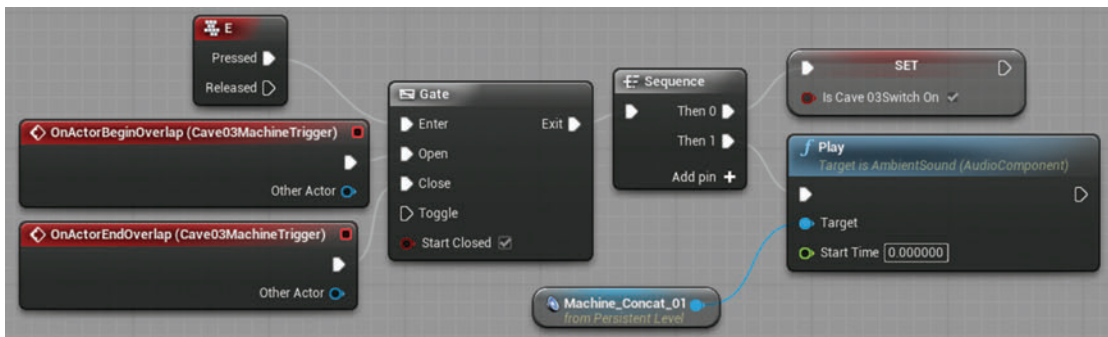 E
Pressed
Released
OnActorBeginOverlap (Cave03MachineTrigger)
Other Actor
OnActorEndOverlap (Cave03MachineTrigger)
Other Actor
Gate
Enter Exit
Open
Close
Toggle
Start Closed
Sequence
Then 0
Then 1
Add pin +
SET
Is Cave 03Switch On
f Play
Target is AmbientSound (AudioComponent)
Target
Start Time 0.000000
Machine_Concat_01
from Persistent Level